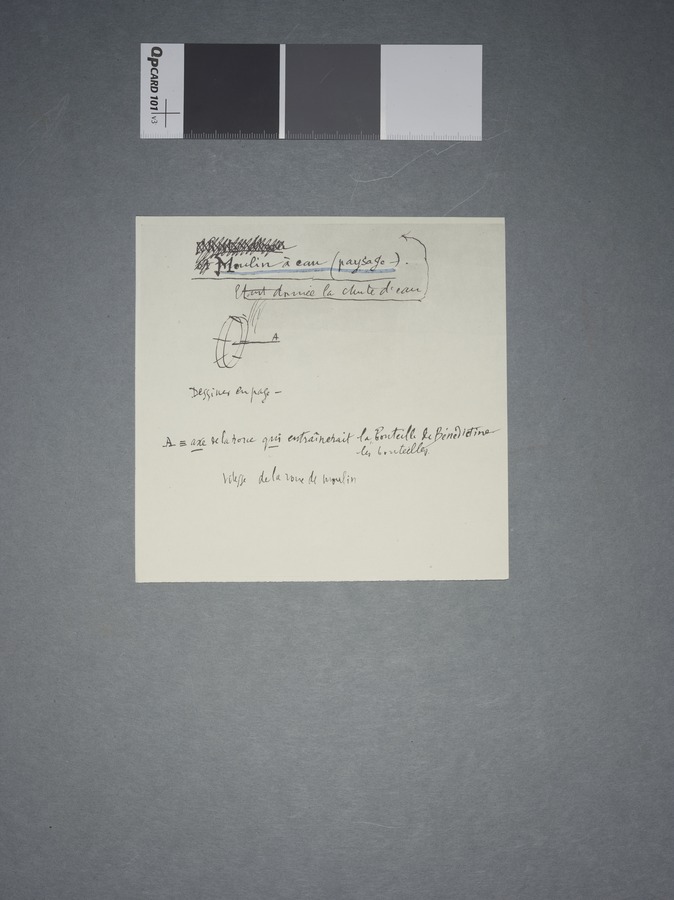 QPCARD 101 v3
Moulin à eau (paysage -).
Etant donnée la chute d'eau
A
Dessiner en page -
A = axe de la roue qui entraînerait la bouteille de Bénédictine
les bouteilles
de la roue de moulin